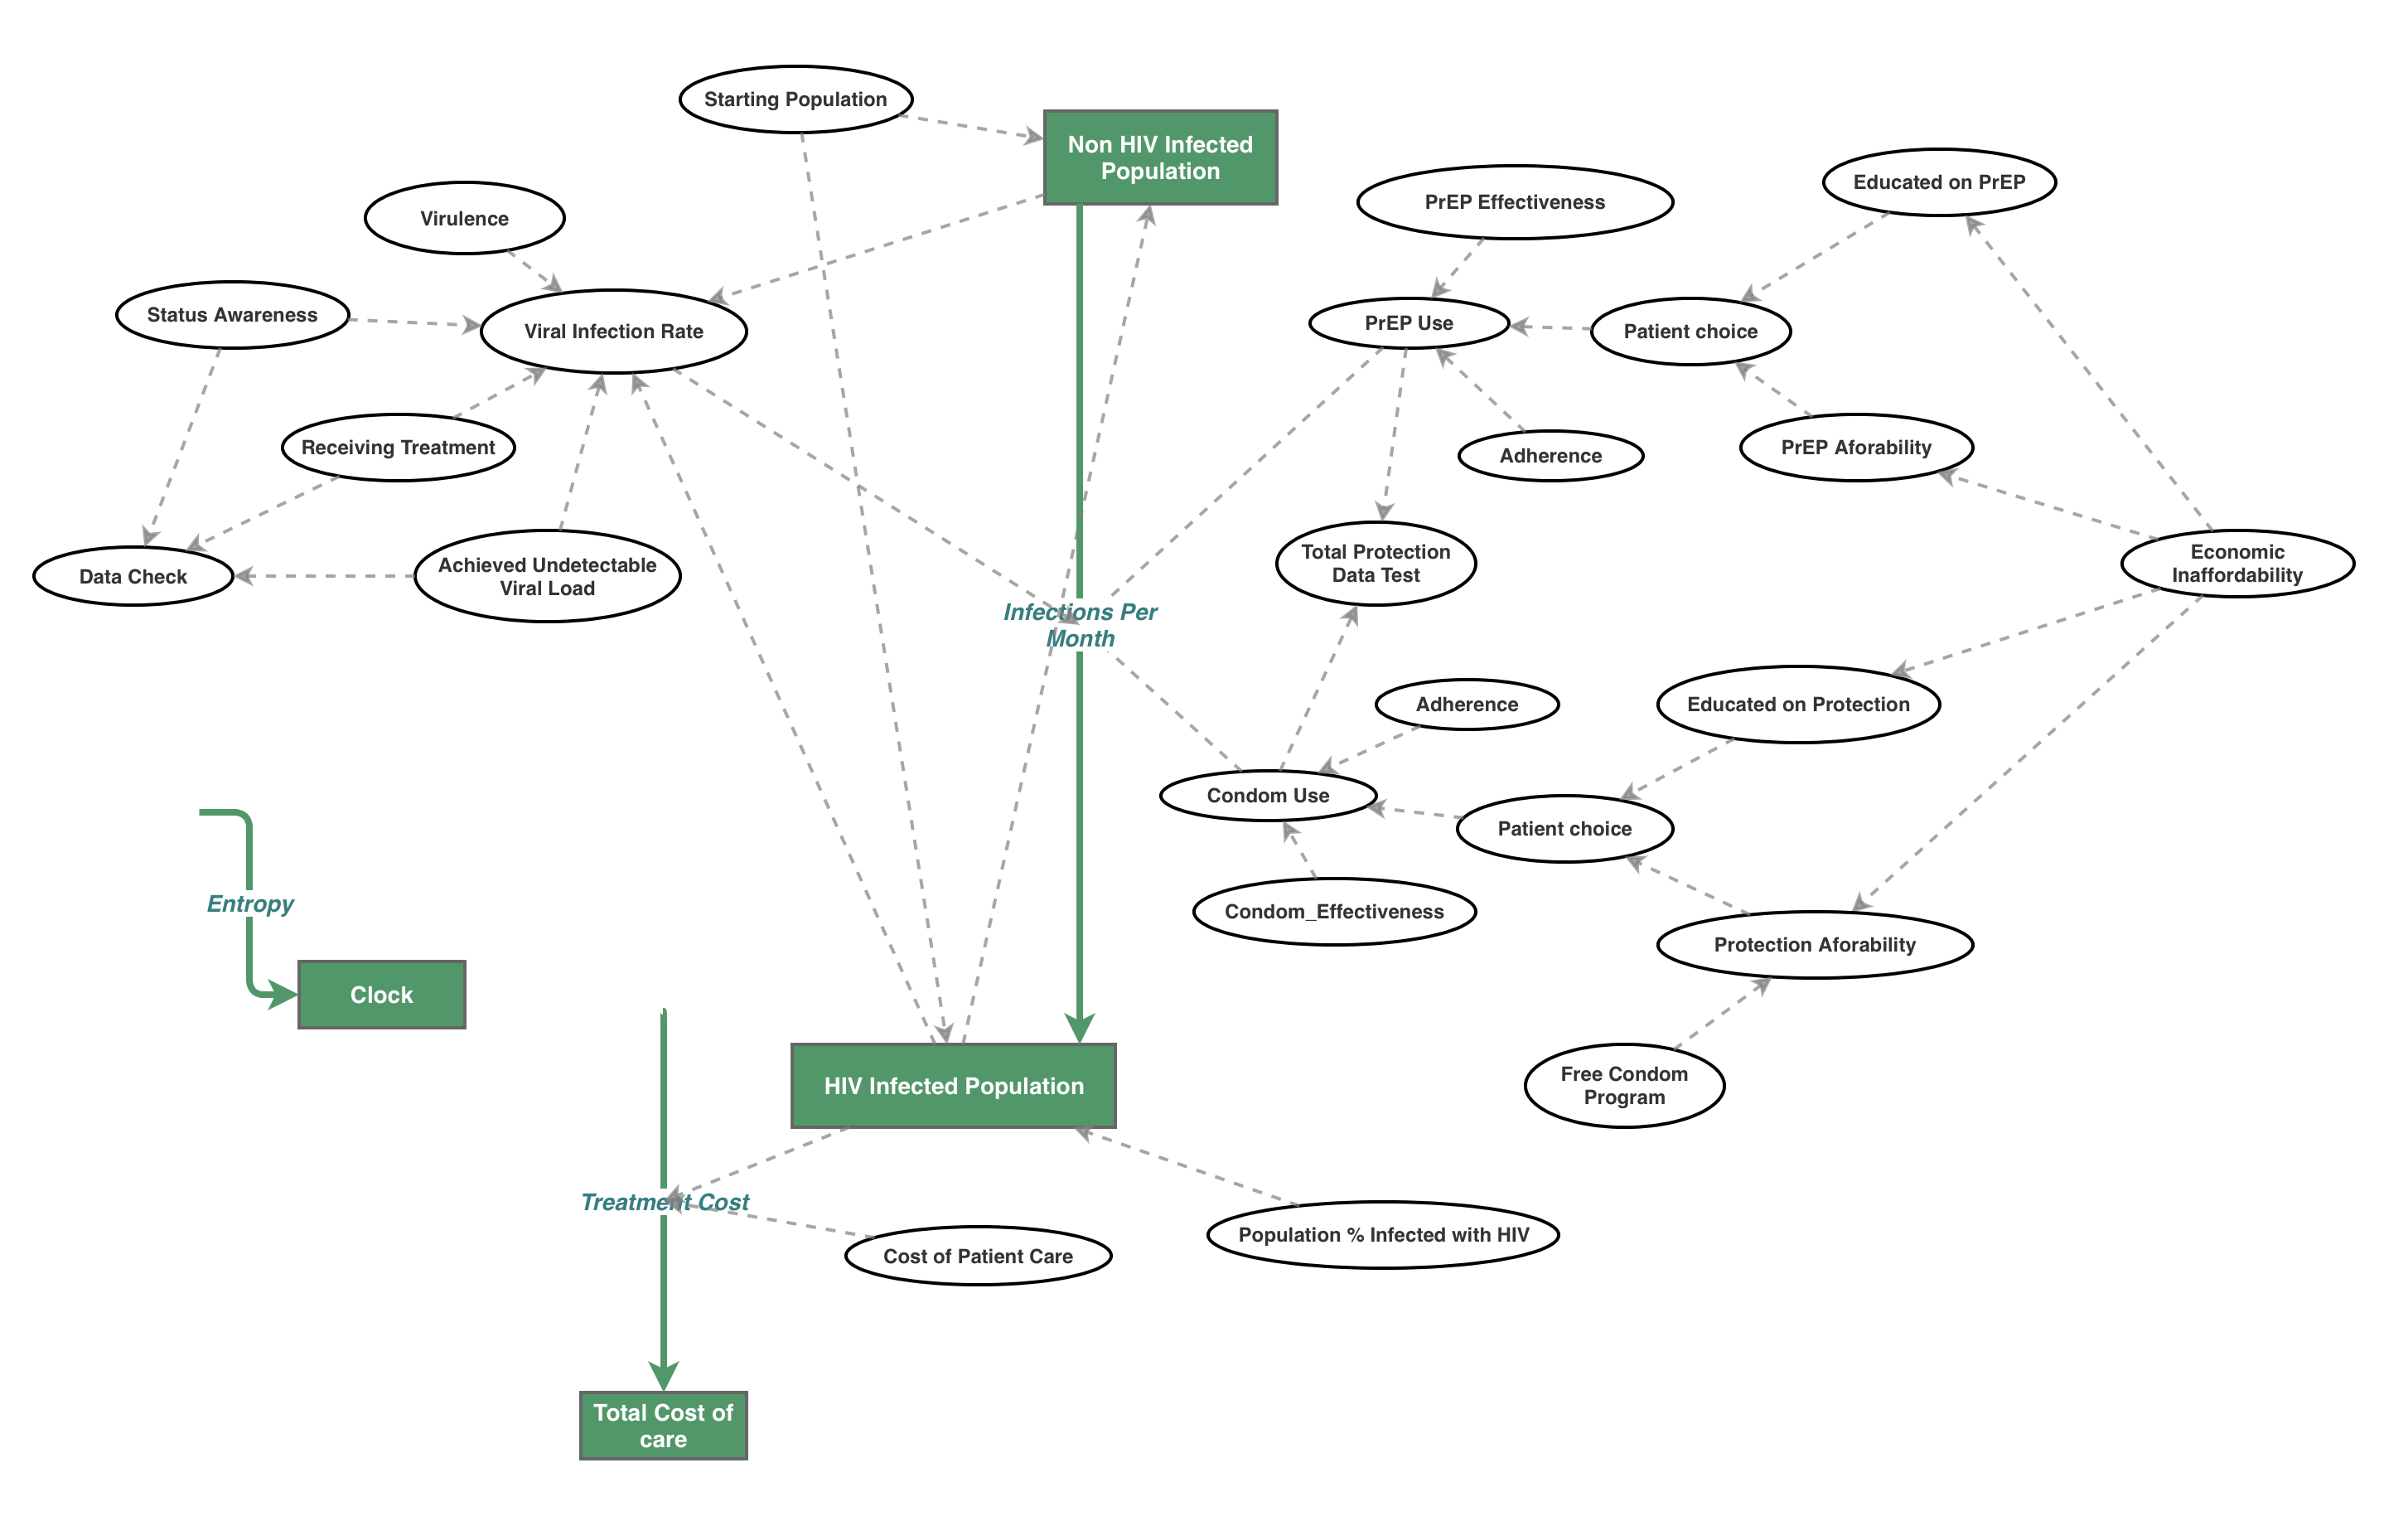 Starting Population
Non HIV Infected
Population
Educated on PrEP
PrEP Effectiveness
Virulence
Status Awareness
Viral Infection Rate
PrEP Use
Patient choice
Receiving Treatment
PrEP Aforability
Adherence
Total Protection
Data Test
Economic
Inaffordability
Data Check
Achieved Undetectable
Viral Load
Infections Per
Month
Adherence
Educated on Protection
Condom Use
Patient choice
Entropy
Condom_Effectiveness
Protection Aforability
Clock
HIV Infected Population
Free Condom
Program
Treatment Cost
Population % Infected with HIV
Cost of Patient Care
Total Cost of
care